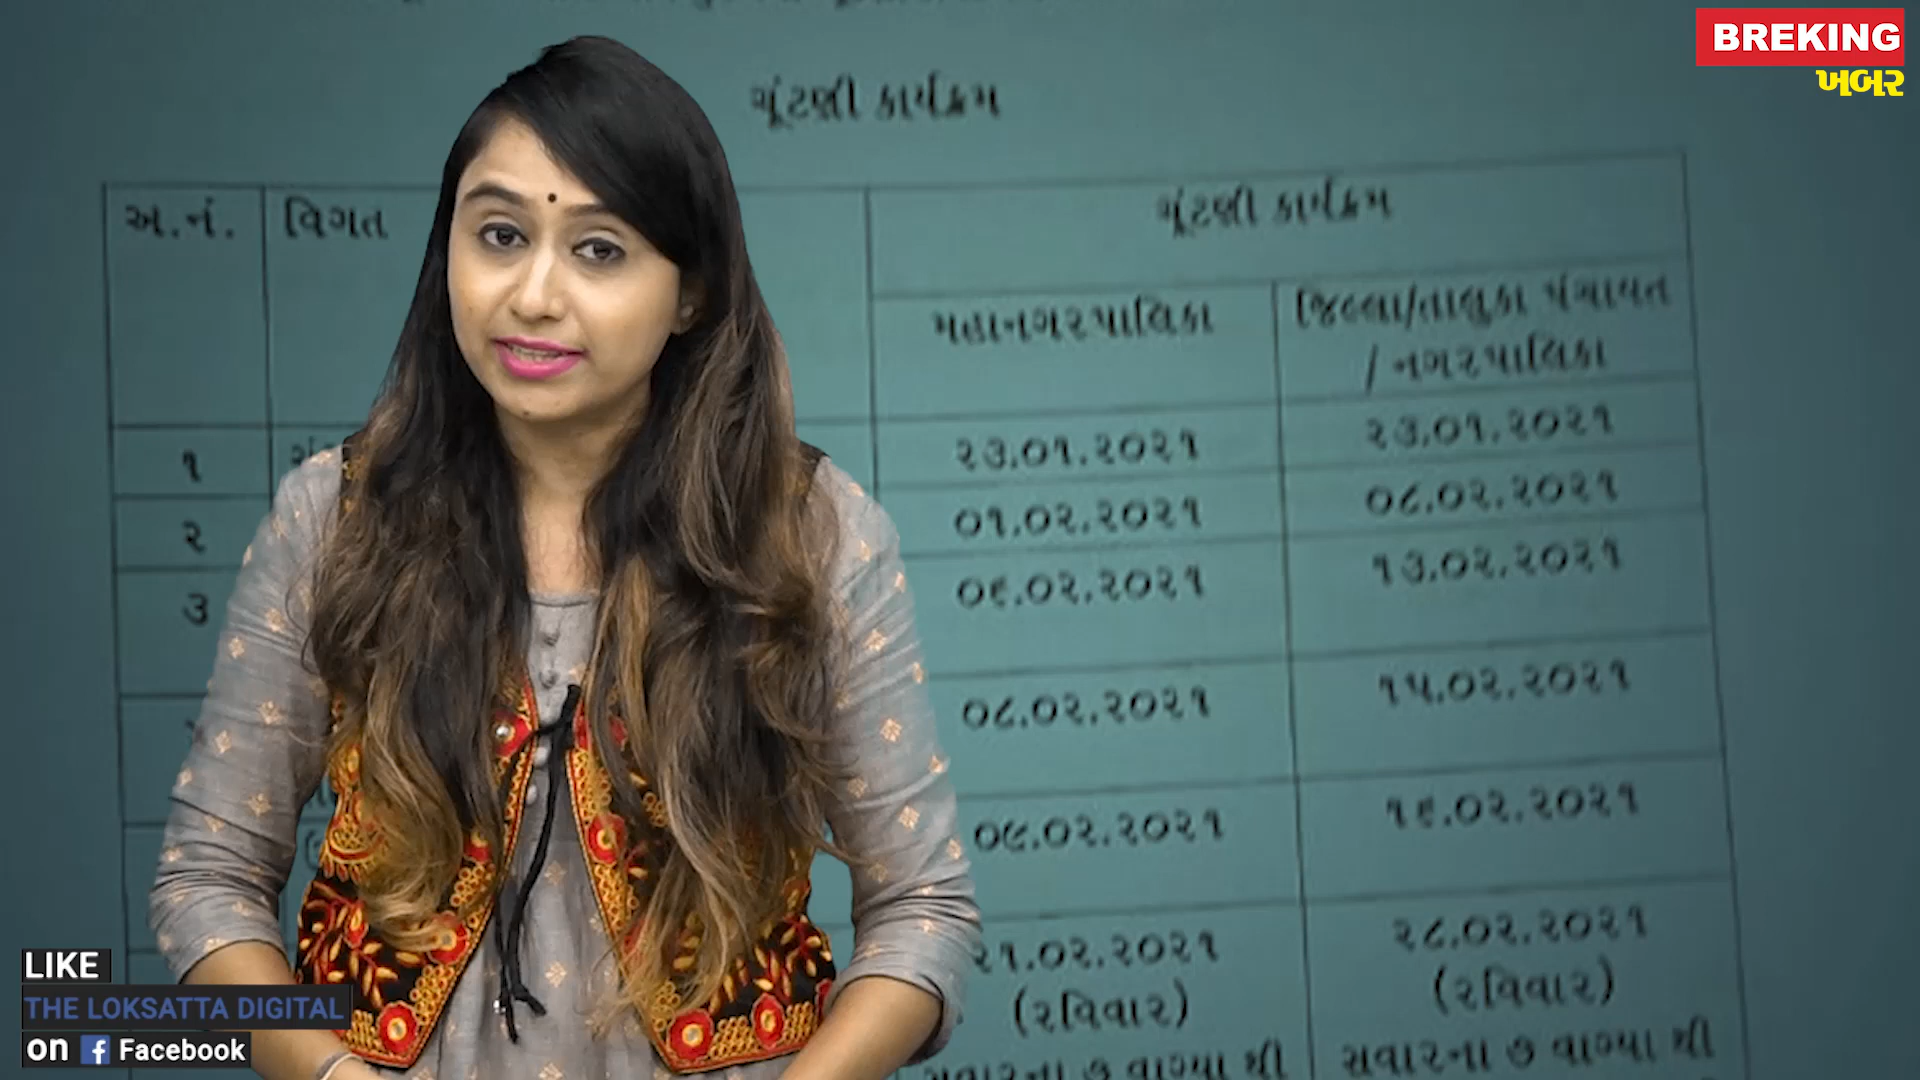 BREKING
ખબર
ચૂંટણી કાર્યક્રમ
અ.નં.
વિગત
ચૂંટણી કાર્યક્રમ
મહાનગરપાલિકા
જિલ્લા/તાલુકા પંચાયત
/ નગરપાલિકા
૧
૨૩.૦૧.૨૦૨૧
૨૩.૦૧.૨૦૨૧
૨
૦૧.૦૨.૨૦૨૧
૦૮.૦૨.૨૦૨૧
૩
૦૬.૦૨.૨૦૨૧
૧૩.૦૨.૨૦૨૧
૦૮.૦૨.૨૦૨૧
૧૫.૦૨.૨૦૨૧
૦૯.૦૨.૨૦૨૧
૧૬.૦૨.૨૦૨૧
૨૧.૦૨.૨૦૨૧
(રવિવાર)
સવારના ૭ વાગ્યા થી
૨૮.૦૨.૨૦૨૧
(રવિવાર)
સવારના ૭ વાગ્યા થી
LIKE
THE LOKSATTA DIGITAL
on f Facebook